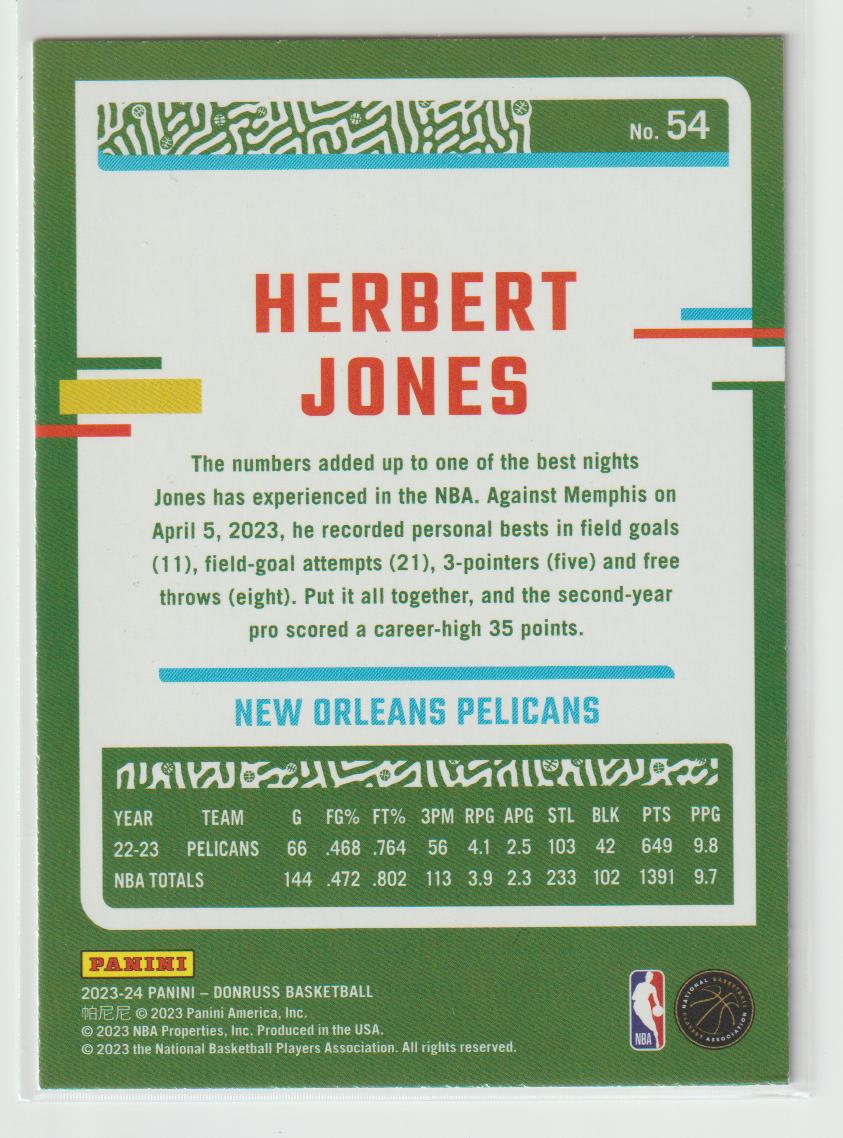 No. 54
HERBERT
JONES
The numbers added up to one of the best nights
Jones has experienced in the NBA. Against Memphis on
April 5, 2023, he recorded personal bests in field goals
(11), field-goal attempts (21), 3-pointers (five) and free
throws (eight). Put it all together, and the second-year
pro scored a career-high 35 points.
NEW ORLEANS PELICANS
YEAR TEAM G FG% FT% 3PM RPG APG STL BLK PTS PPG
22-23 PELICANS 66 .468 .764 56 4.1 2.5 103 42 649 9.8
NBA TOTALS 144 .472 .802 113 3.9 2.3 233 102 1391 9.7
PANINI
2023-24 PANINI – DONRUSS BASKETBALL
帕尼尼 © 2023 Panini America, Inc.
© 2023 NBA Properties, Inc. Produced in the USA.
© 2023 the National Basketball Players Association. All rights reserved.
NBA
NATIONAL BASKETBALL
PLAYERS ASSOCIATION